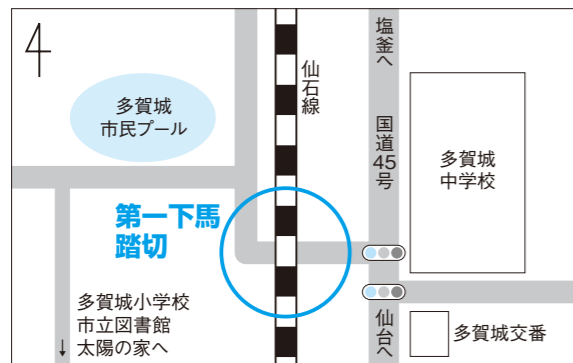 多賀城
市民プール
仙石線
塩釜へ
国道45号
多賀城
中学校
第一下馬
踏切
多賀城小学校
市立図書館
↓ 太陽の家へ
仙台へ
多賀城交番